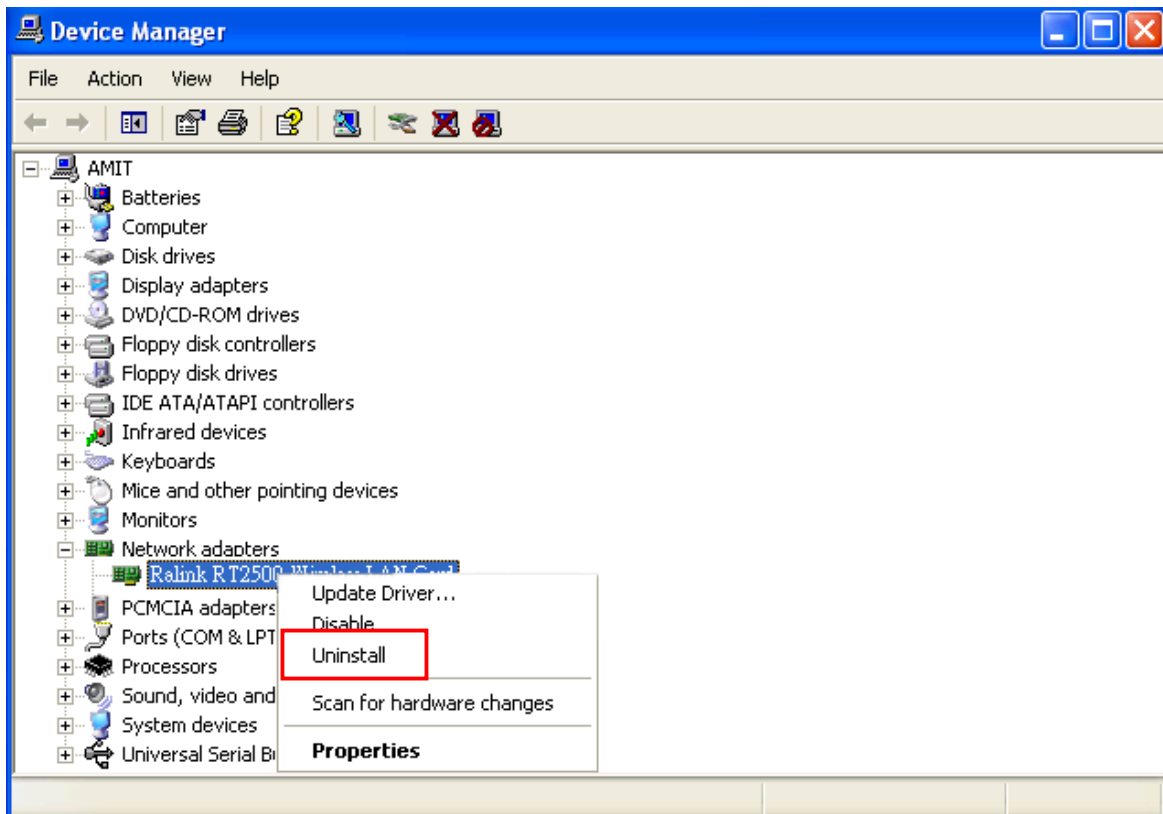 Device Manager
File Action View Help
AMIT
Batteries
Computer
Disk drives
Display adapters
DVD/CD-ROM drives
Floppy disk controllers
Floppy disk drives
IDE ATA/ATAPI controllers
Infrared devices
Keyboards
Mice and other pointing devices
Monitors
Network adapters
Ralink RT2500 Wireless LAN Card
Update Driver...
PCMCIA adapters
Disable
Ports (COM & LPT
Uninstall
Processors
Sound, video and
Scan for hardware changes
System devices
Universal Serial B
Properties